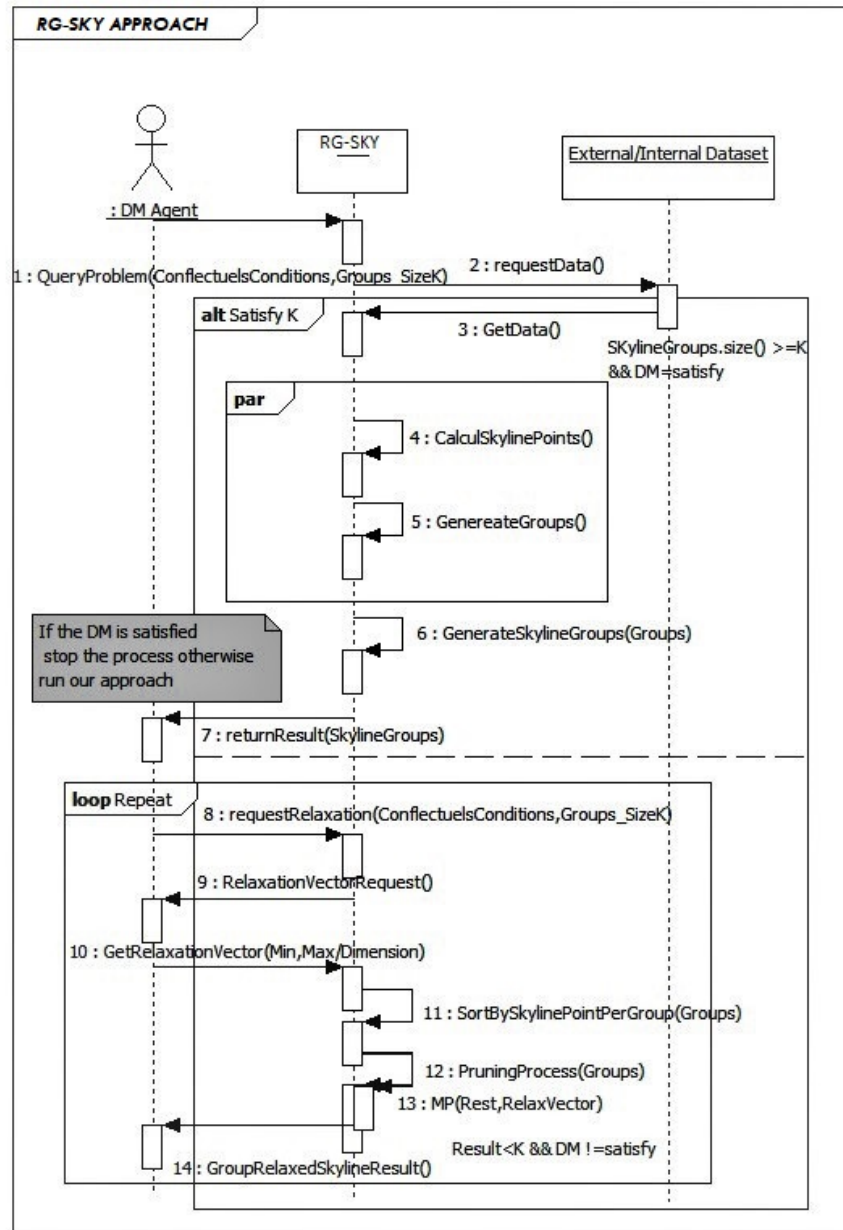 RG-SKY APPROACH
RG-SKY
External/Internal Dataset
: DM Agent
1 : QueryProblem(ConflectuelsConditions,Groups_SizeK)
2 : requestData()
alt Satisfy K
3 : GetData()
SKylineGroups.size() >=K
&& DM=satisfy
par
4 : CalculSkylinePoints()
5 : GenereateGroups()
If the DM is satisfied
stop the process otherwise
run our approach
6 : GenerateSkylineGroups(Groups)
7 : returnResult(SkylineGroups)
loop Repeat
8 : requestRelaxation(ConflectuelsConditions,Groups_SizeK)
9 : RelaxationVectorRequest()
10 : GetRelaxationVector(Min,Max/Dimension)
11 : SortBySkylinePointPerGroup(Groups)
12 : PruningProcess(Groups)
13 : MP(Rest,RelaxVector)
Result<K && DM !=satisfy
14 : GroupRelaxedSkylineResult()